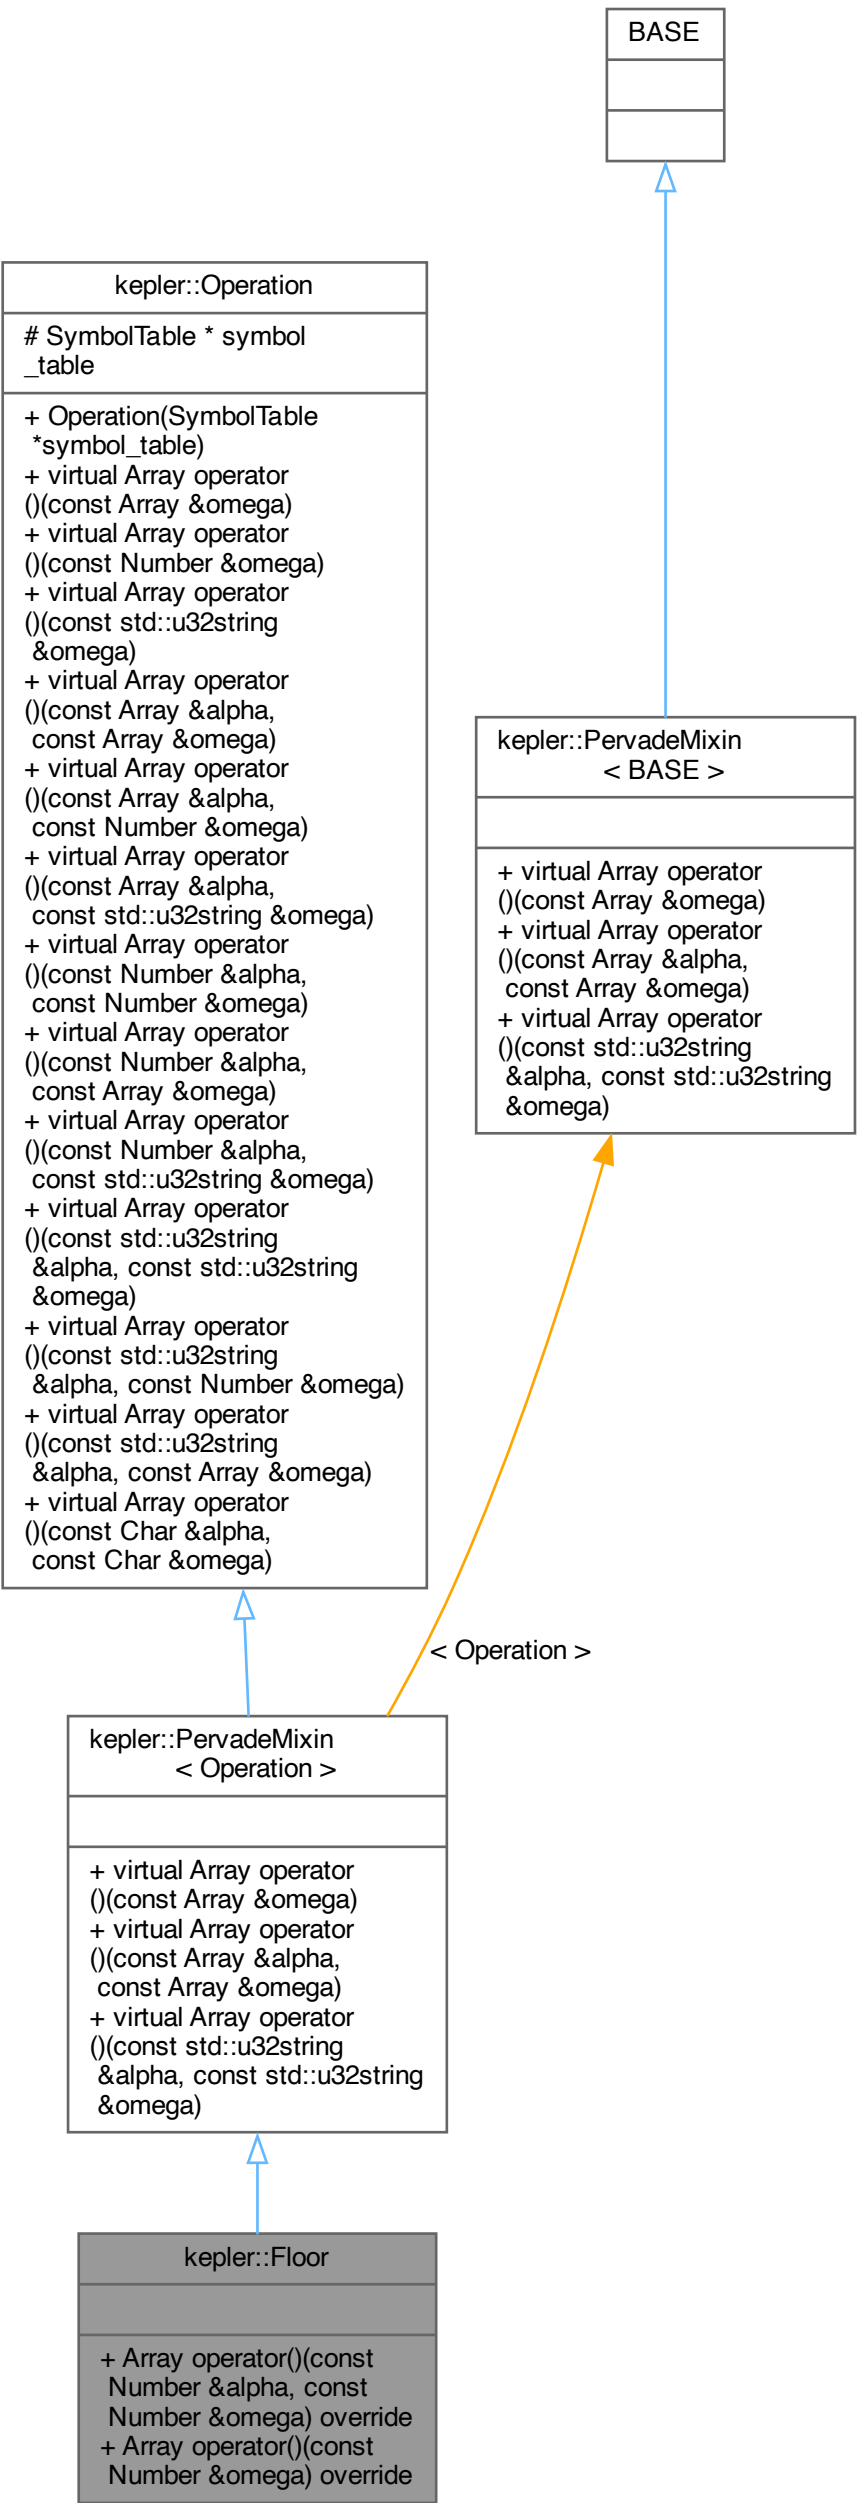 BASE
kepler::Operation
# SymbolTable * symbol
_table
+ Operation(SymbolTable
*symbol_table)
+ virtual Array operator
()(const Array &omega)
+ virtual Array operator
()(const Number &omega)
+ virtual Array operator
()(const std::u32string
&omega)
+ virtual Array operator
()(const Array &alpha,
const Array &omega)
+ virtual Array operator
()(const Array &alpha,
const Number &omega)
+ virtual Array operator
()(const Array &alpha,
const std::u32string &omega)
+ virtual Array operator
()(const Number &alpha,
const Number &omega)
+ virtual Array operator
()(const Number &alpha,
const Array &omega)
+ virtual Array operator
()(const Number &alpha,
const std::u32string &omega)
+ virtual Array operator
()(const std::u32string
&alpha, const std::u32string
&omega)
+ virtual Array operator
()(const std::u32string
&alpha, const Number &omega)
+ virtual Array operator
()(const std::u32string
&alpha, const Array &omega)
+ virtual Array operator
()(const Char &alpha,
const Char &omega)
kepler::PervadeMixin
< BASE >
+ virtual Array operator
()(const Array &omega)
+ virtual Array operator
()(const Array &alpha,
const Array &omega)
+ virtual Array operator
()(const std::u32string
&alpha, const std::u32string
&omega)
< Operation >
kepler::PervadeMixin
< Operation >
+ virtual Array operator
()(const Array &omega)
+ virtual Array operator
()(const Array &alpha,
const Array &omega)
+ virtual Array operator
()(const std::u32string
&alpha, const std::u32string
&omega)
kepler::Floor
+ Array operator()(const
Number &alpha, const
Number &omega) override
+ Array operator()(const
Number &omega) override